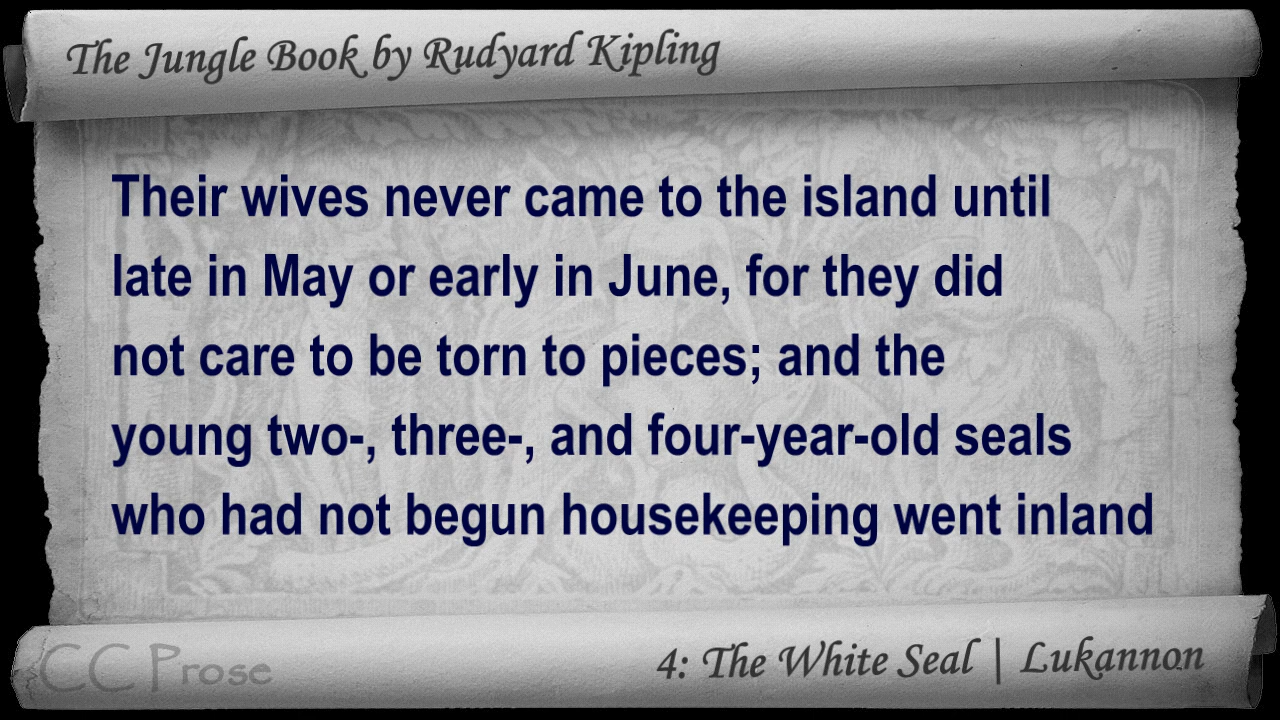 The Jungle Book by Rudyard Kipling
Their wives never came to the island until
late in May or early in June, for they did
not care to be torn to pieces; and the
young two-, three-, and four-year-old seals
who had not begun housekeeping went inland
CC Prose
4: The White Seal | Lukannon